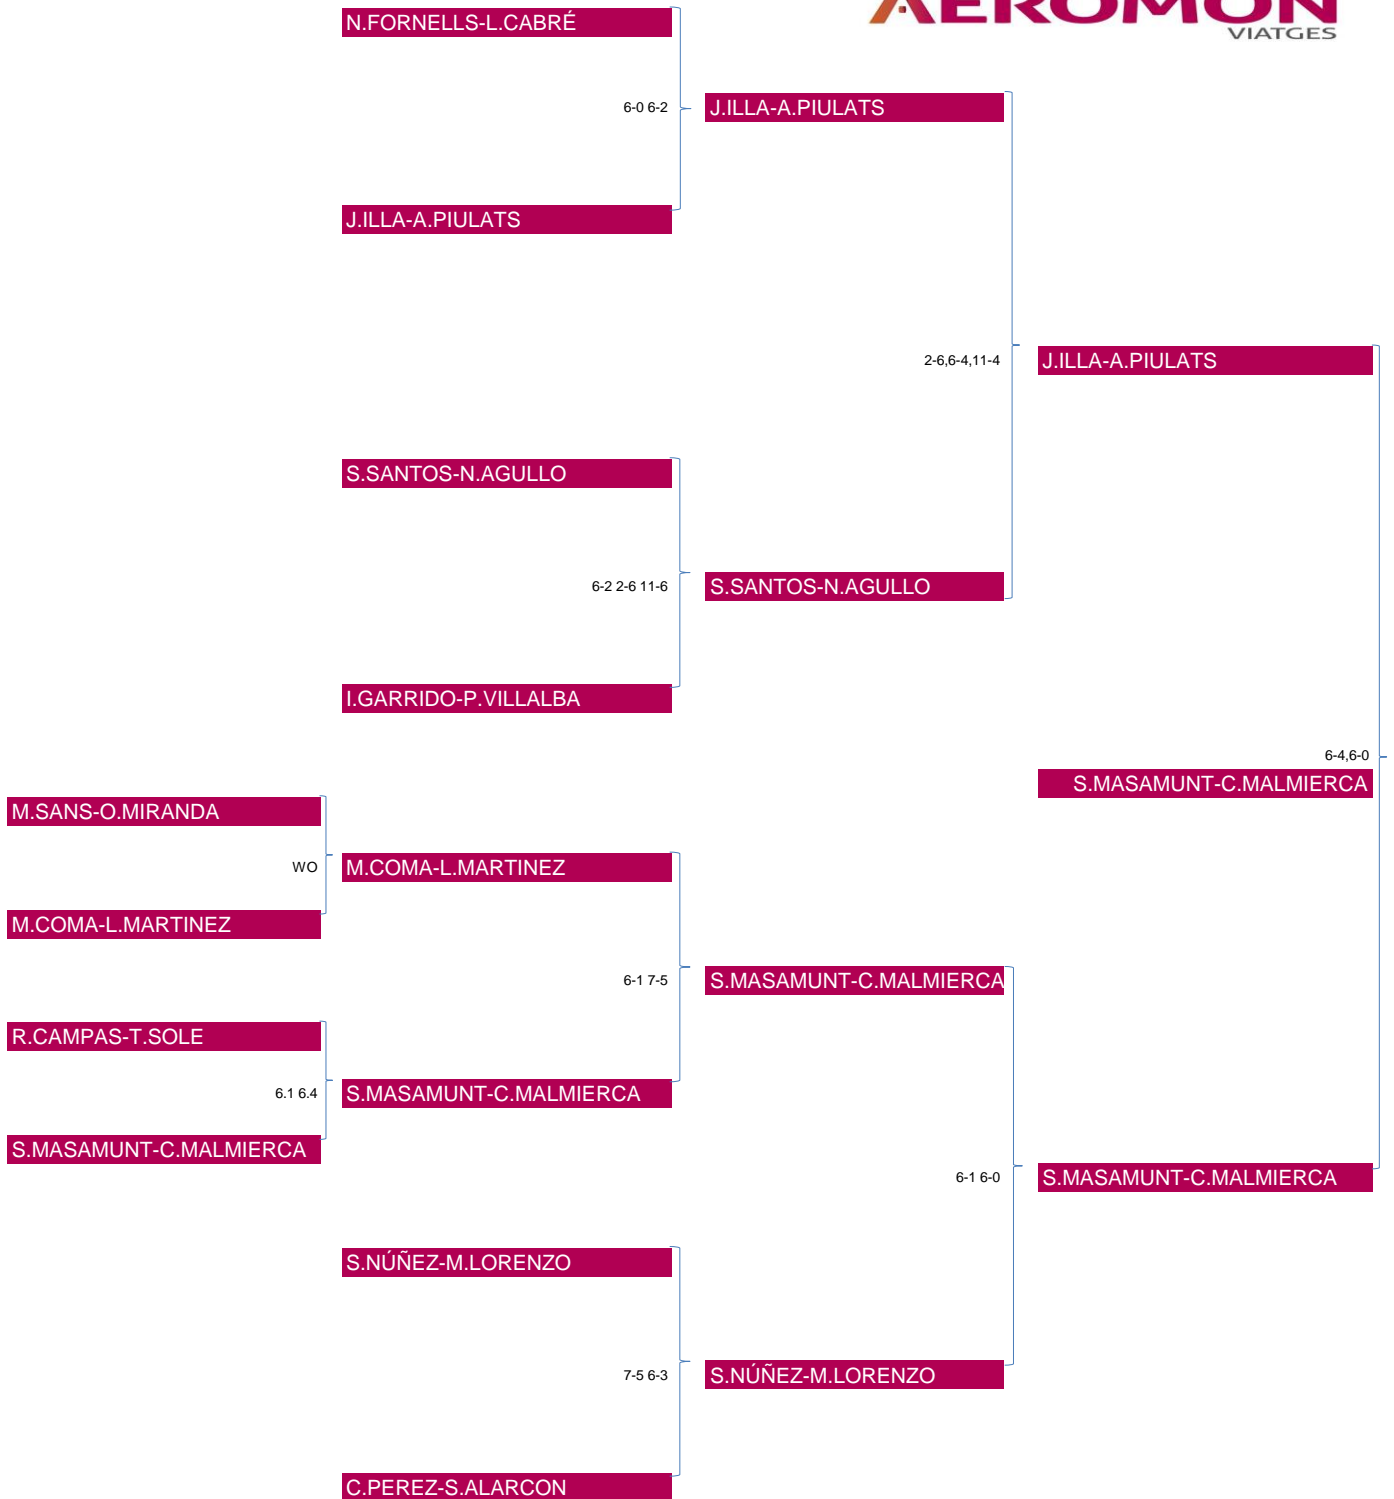 AEROMON
VIATGES
N.FORNELLS-L.CABRÉ
6-0 6-2
J.ILLA-A.PIULATS
J.ILLA-A.PIULATS
2-6,6-4,11-4
J.ILLA-A.PIULATS
S.SANTOS-N.AGULLO
6-2 2-6 11-6
S.SANTOS-N.AGULLO
I.GARRIDO-P.VILLALBA
6-4,6-0
S.MASAMUNT-C.MALMIERCA
M.SANS-O.MIRANDA
WO
M.COMA-L.MARTINEZ
M.COMA-L.MARTINEZ
6-1 7-5
S.MASAMUNT-C.MALMIERCA
R.CAMPAS-T.SOLE
6.1 6.4
S.MASAMUNT-C.MALMIERCA
S.MASAMUNT-C.MALMIERCA
6-1 6-0
S.MASAMUNT-C.MALMIERCA
S.NÚÑEZ-M.LORENZO
7-5 6-3
S.NÚÑEZ-M.LORENZO
C.PEREZ-S.ALARCON